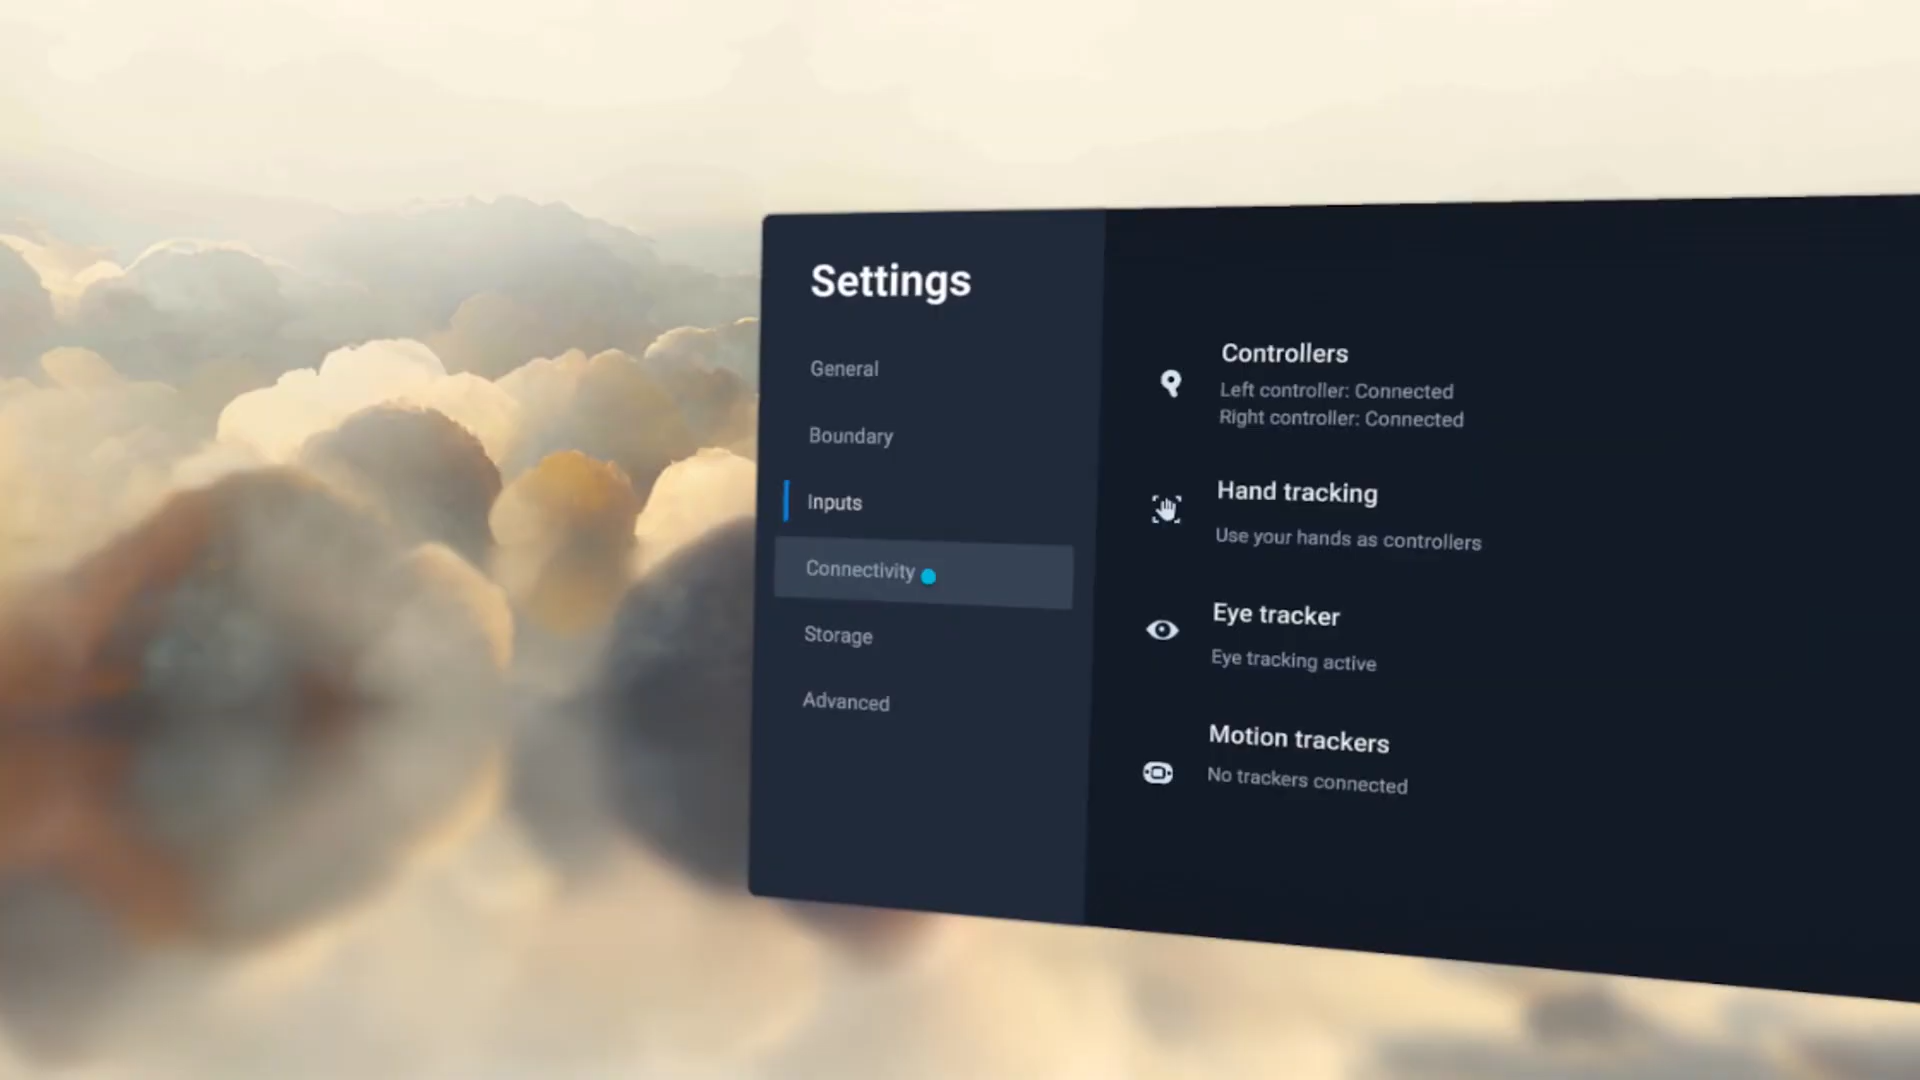 Settings
General
Boundary
Inputs
Connectivity
Storage
Advanced
Controllers
Left controller: Connected
Right controller: Connected
Hand tracking
Use your hands as controllers
Eye tracker
Eye tracking active
Motion trackers
No trackers connected